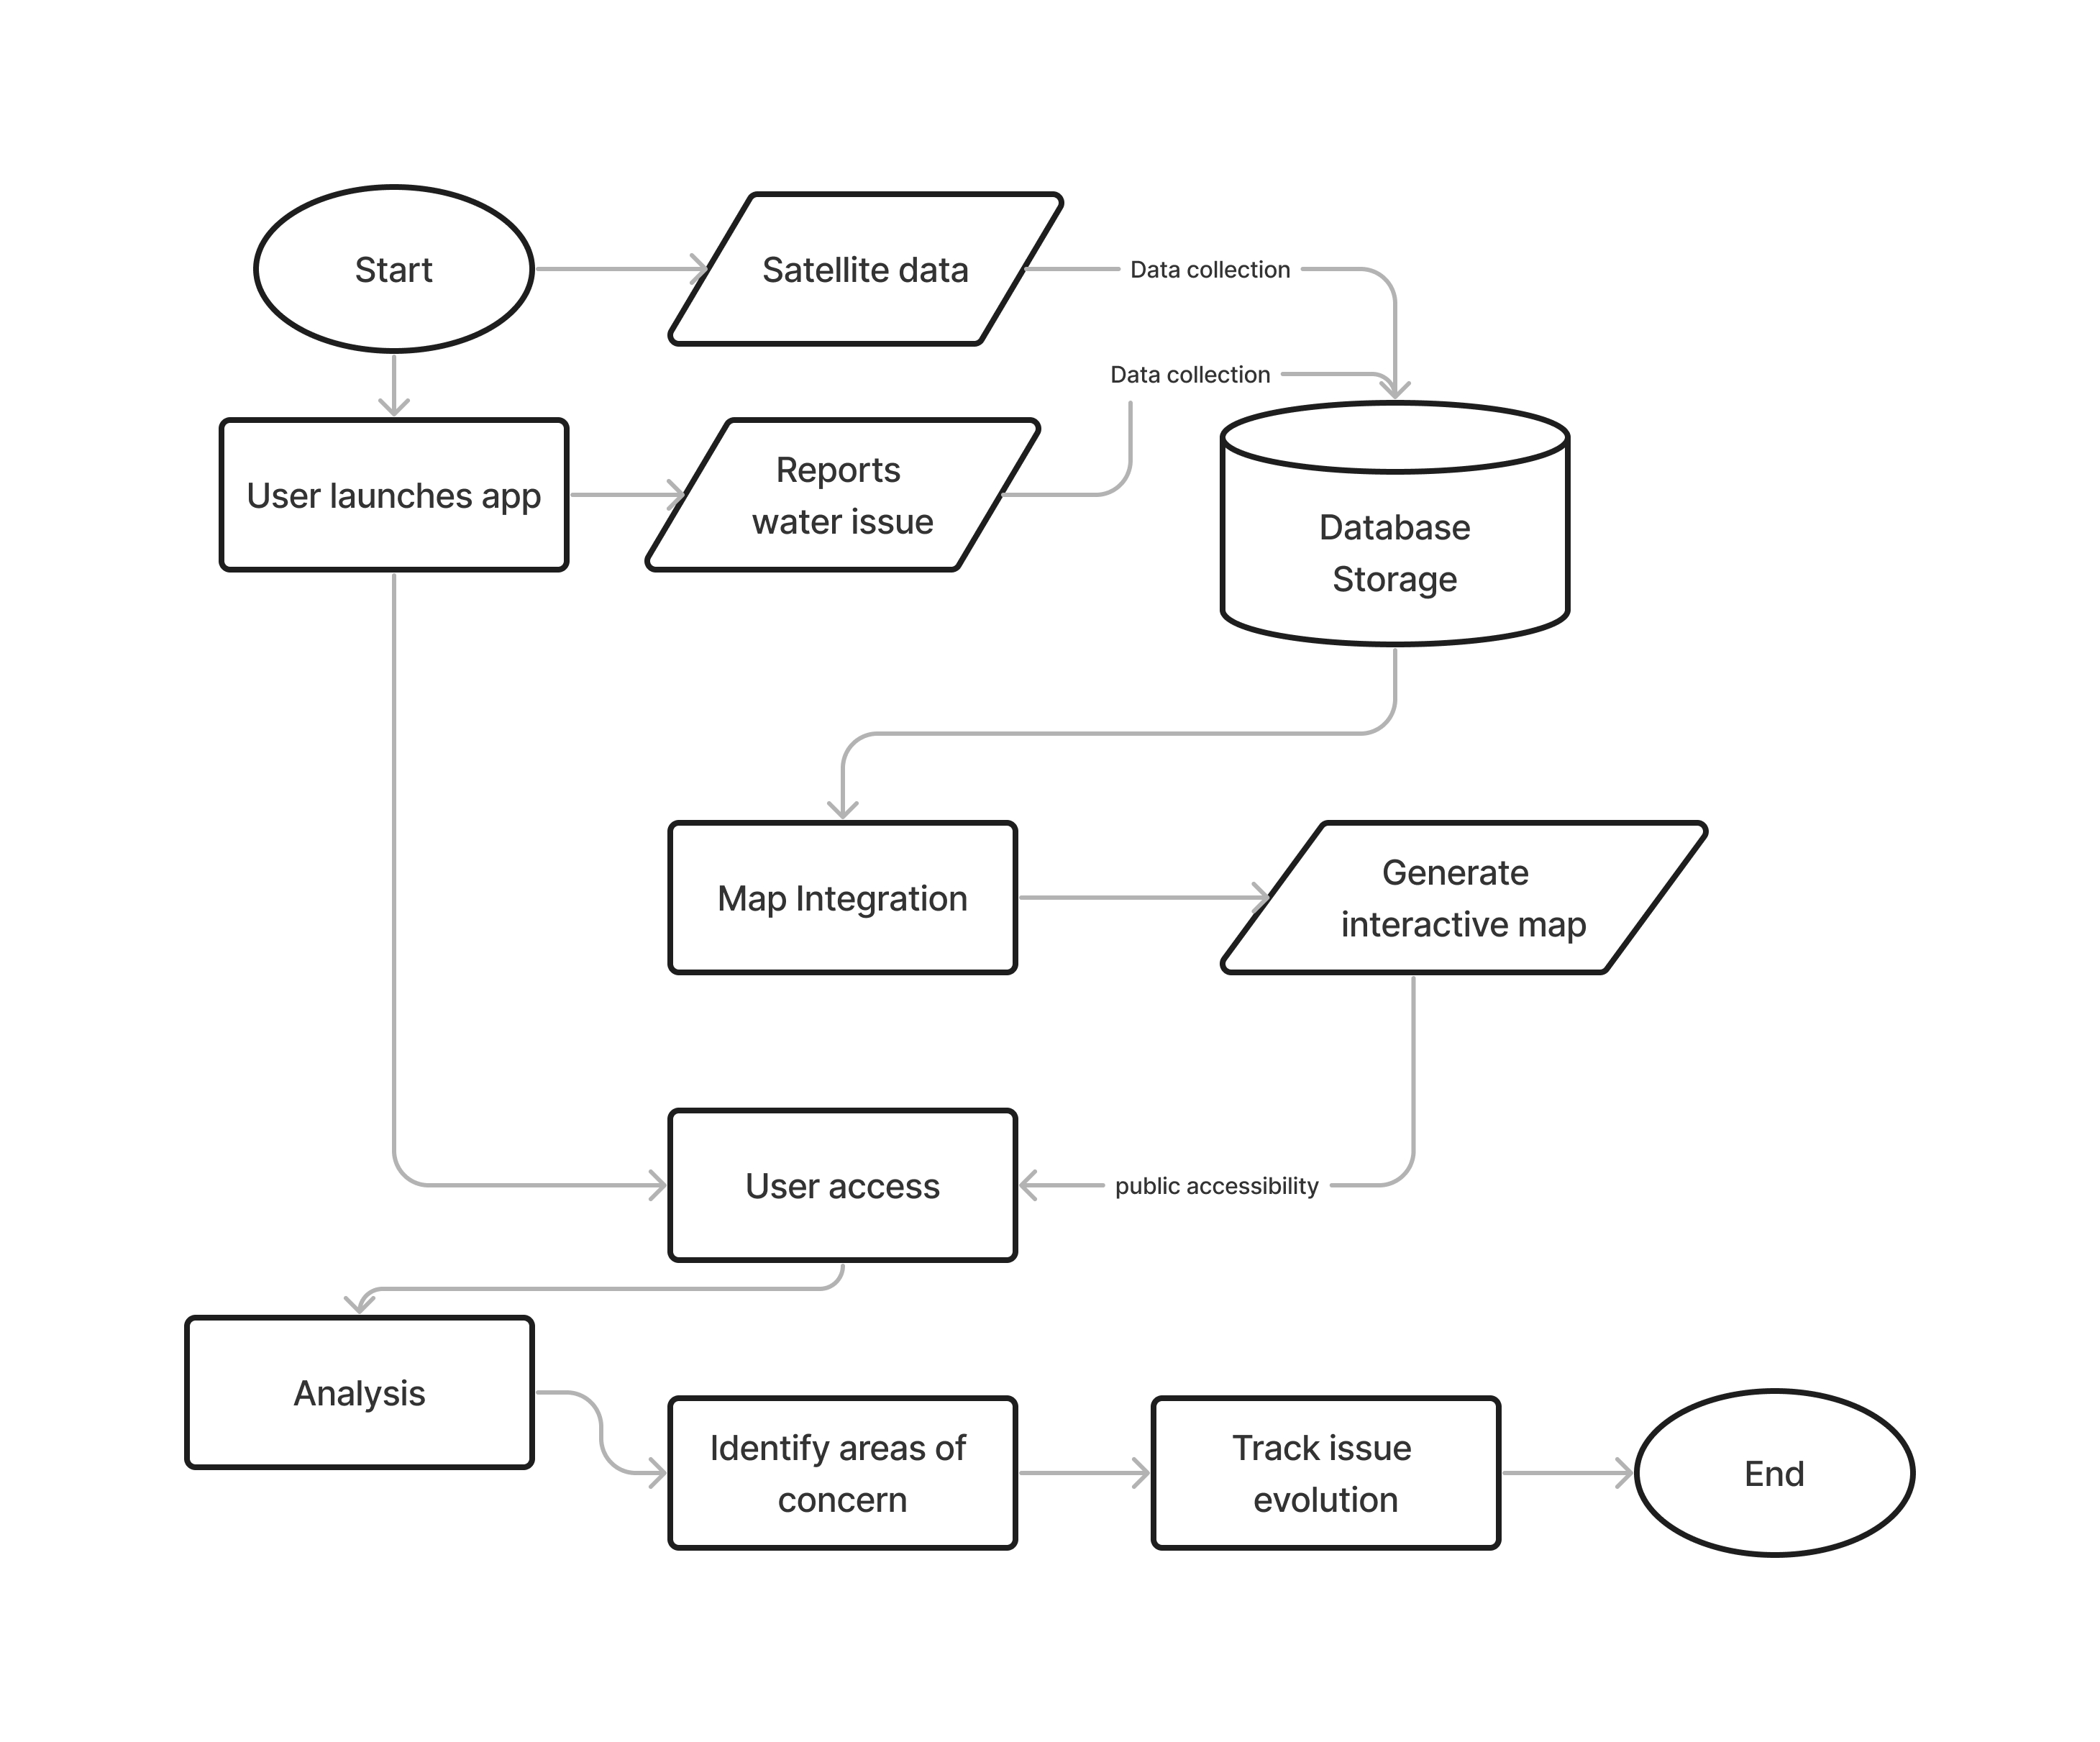 Start
Satellite data
Data collection
Data collection
User launches app
Reports
water issue
Database
Storage
Map Integration
Generate
interactive map
User access
public accessibility
Analysis
Identify areas of
concern
Track issue
evolution
End